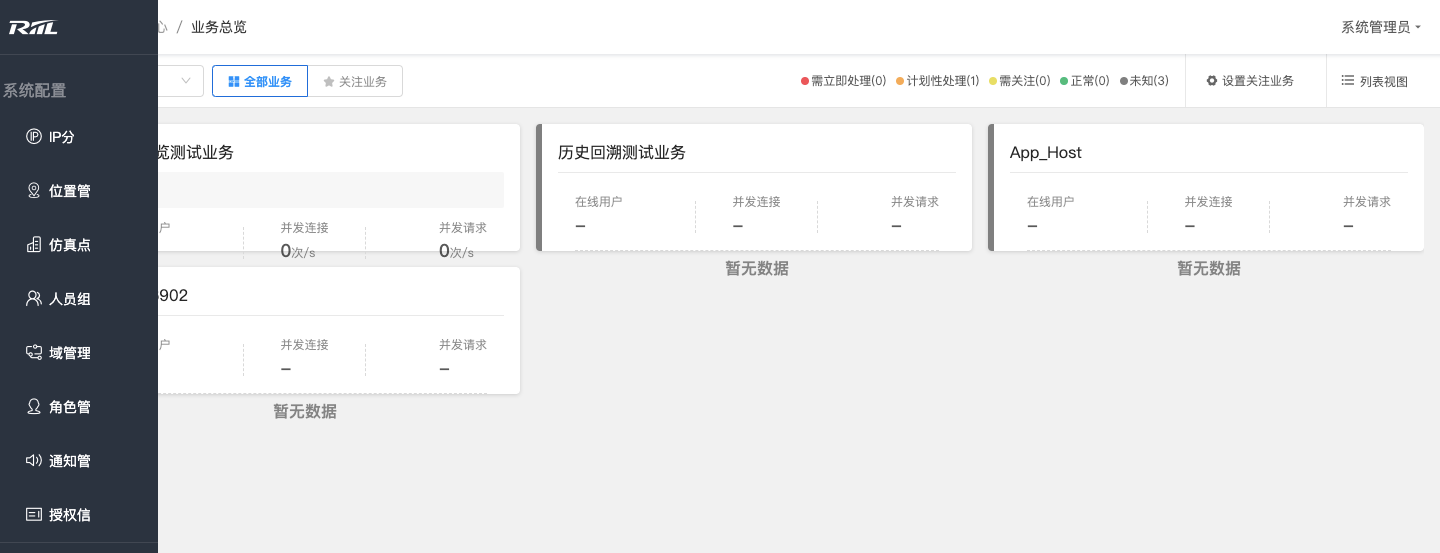 RIIL
心 / 业务总览
系统管理员
系统配置
IP分
位置管
仿真点
人员组
域管理
角色管
通知管
授权信
全部业务
关注业务
需立即处理(0) 计划性处理(1) 需关注(0) 正常(0) 未知(3)
设置关注业务
列表视图
览测试业务
户 并发连接 并发请求
0次/s 0次/s
历史回溯测试业务
在线用户 并发连接 并发请求
– – –
暂无数据
App_Host
在线用户 并发连接 并发请求
– – –
暂无数据
902
户 并发连接 并发请求
– –
暂无数据